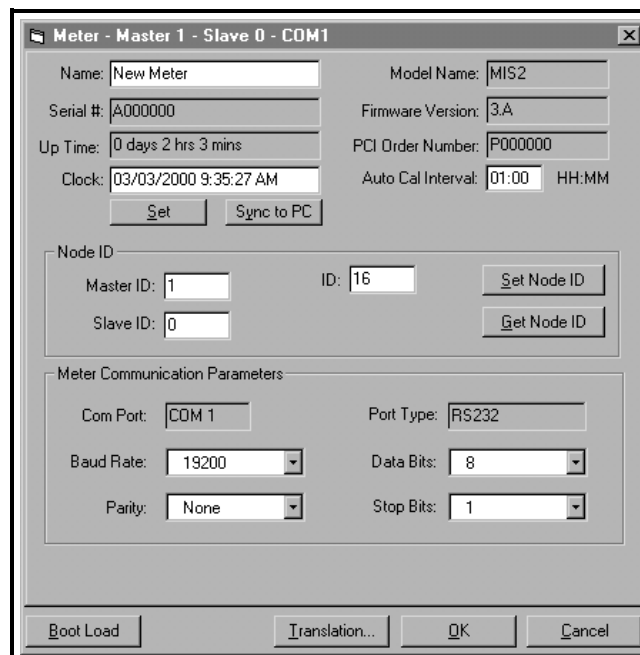 Meter - Master 1 - Slave 0 - COM1
Name: New Meter
Model Name: MIS2
Serial #: A000000
Firmware Version: 3.A
Up Time: 0 days 2 hrs 3 mins
PCI Order Number: P000000
Clock: 03/03/2000 9:35:27 AM
Auto Cal Interval: 01:00 HH:MM
Set
Sync to PC
Node ID
Master ID: 1
ID: 16
Set Node ID
Slave ID: 0
Get Node ID
Meter Communication Parameters
Com Port: COM 1
Port Type: RS232
Baud Rate: 19200
Data Bits: 8
Parity: None
Stop Bits: 1
Boot Load
Translation...
OK
Cancel